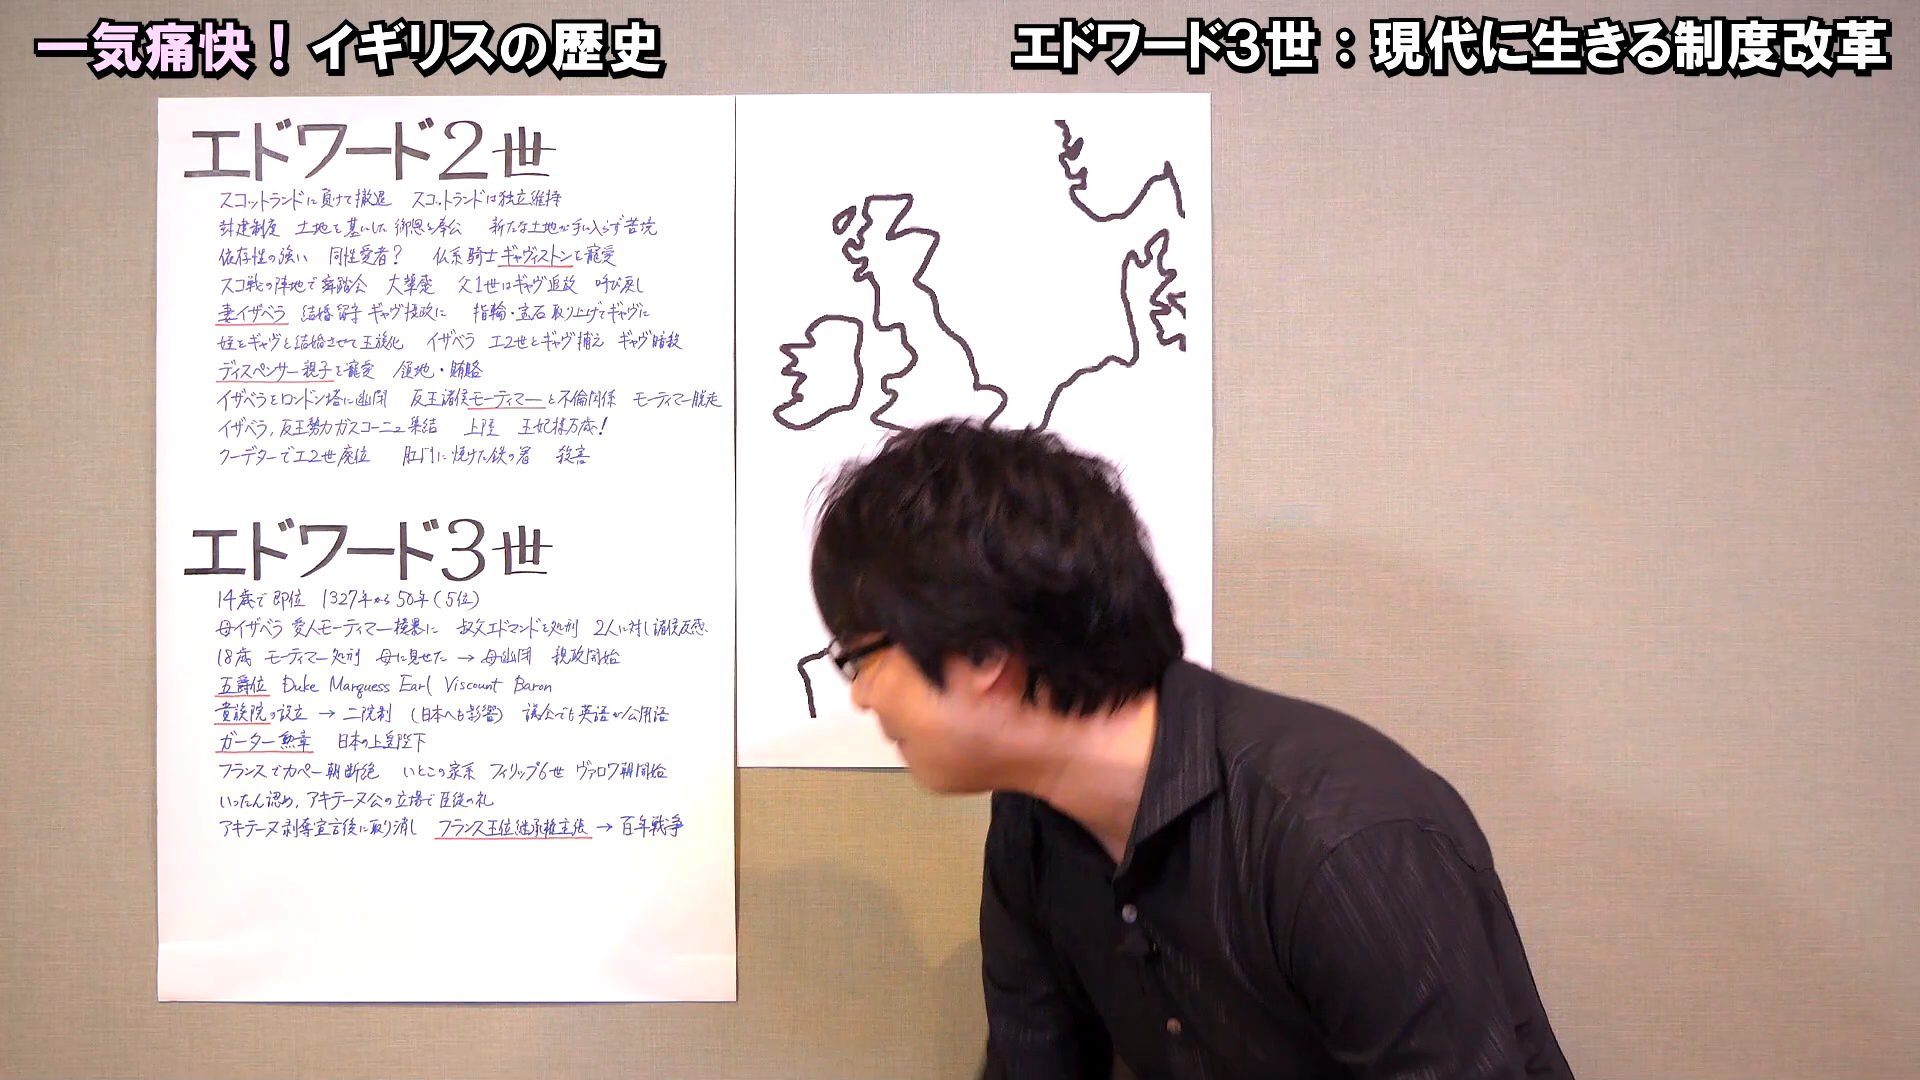 一気痛快！イギリスの歴史
エドワード3世：現代に生きる制度改革
エドワード2世
スコットランドに負けて撤退 スコットランドは独立維持
封建制度 土地を基にした御恩と奉公 新たな土地が手に入らず苦境
依存性の強い 同性愛者？ 仏系騎士ギャヴィストンを寵愛
スコ戦の陣地で舞踏会 大顰蹙 父1世はギャヴ追放 呼び戻し
妻イザベラ 結婚 留守 ギャヴ摂政に 指輪・宝石取り上げてギャヴに
姪をギャヴと結婚させて王族化 イザベラ エ2世とギャヴ捕え ギャヴ暗殺
ディスペンサー親子を寵愛 領地・賄賂
イザベラをロンドン塔に幽閉 反王諸侯モーティマーと不倫関係 モーティマー脱走
イザベラ,反王勢力ガスコーニュ集結 上陸 王妃様万歳！
クーデターでエ2世廃位 肛門に焼けた鉄の 殺害
エドワード3世
14歳で即位 1327年から50年(5位)
母イザベラ 愛人モーティマー横暴に 叔父エドマンドを処刑 2人に対し諸侯反感
18歳 モーティマー処刑 母に見せた → 母幽閉 親政開始
五爵位 Duke Marquess Earl Viscount Baron
貴族院の設立 → 二院制 (日本へも影響) 議会でも英語が公用語
ガーター勲章 日本の上皇陛下
フランスでカペー朝断絶 いとこの家系 フィリップ6世 ヴァロワ朝開始
いったん認め,アキテーヌ公の立場で臣従の礼
アキテーヌ剥奪宣言後に取り消し フランス王位継承権主張 → 百年戦争